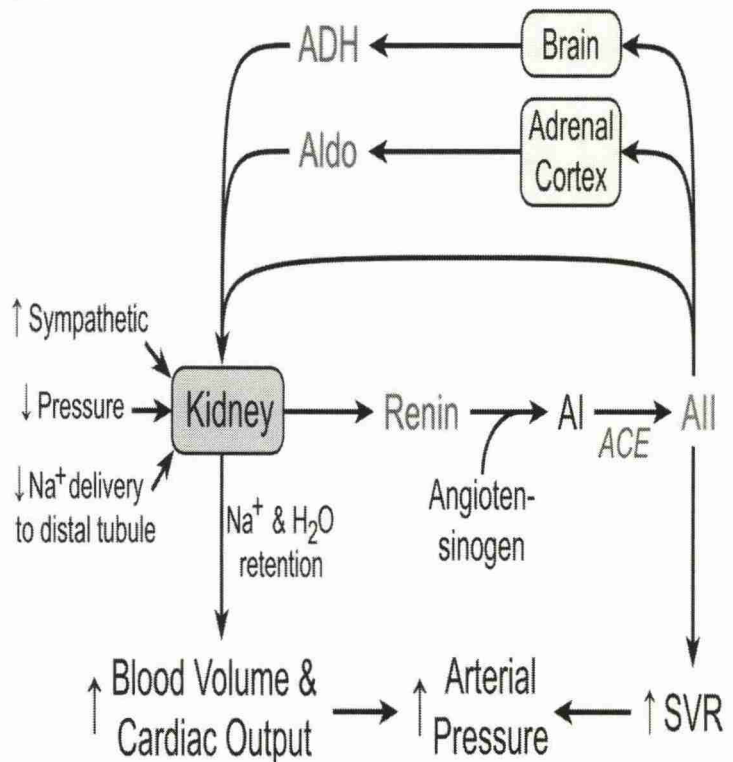 ADH
Brain
Aldo
Adrenal
Cortex
↑ Sympathetic
↓ Pressure
Kidney
Renin
AI
ACE
AII
↓ Na⁺ delivery
to distal tubule
Na⁺ & H₂O
retention
Angioten-
sinogen
↑ Blood Volume &
Cardiac Output
↑ Arterial
Pressure
↑ SVR